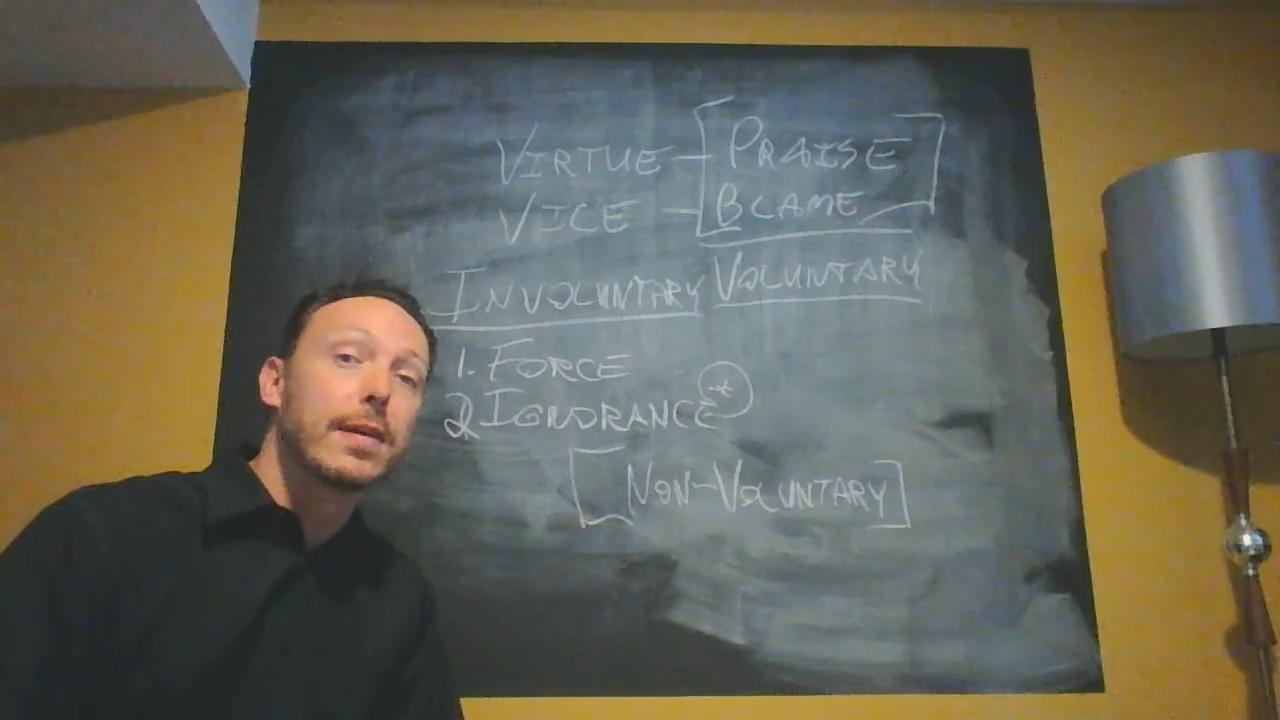 VIRTUE - [PRAISE]
VICE - [BLAME]
INVOLUNTARY VOLUNTARY
1. FORCE
2. IGNORANCE *
[NON-VOLUNTARY]